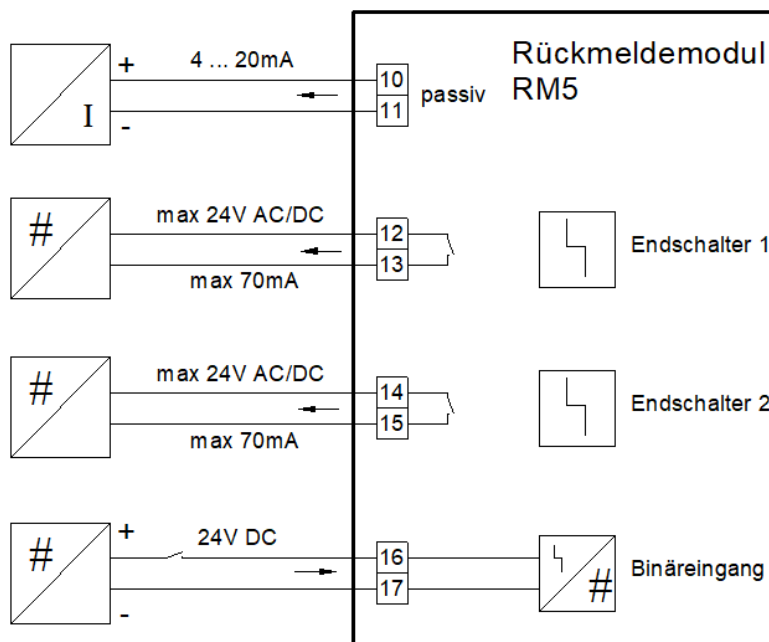 Rückmeldemodul
RM5
+
4 ... 20mA
10
passiv
11
I
-
#
max 24V AC/DC
12
13
max 70mA
Endschalter 1
#
max 24V AC/DC
14
15
max 70mA
Endschalter 2
#
+
24V DC
16
17
-
#
Binäreingang